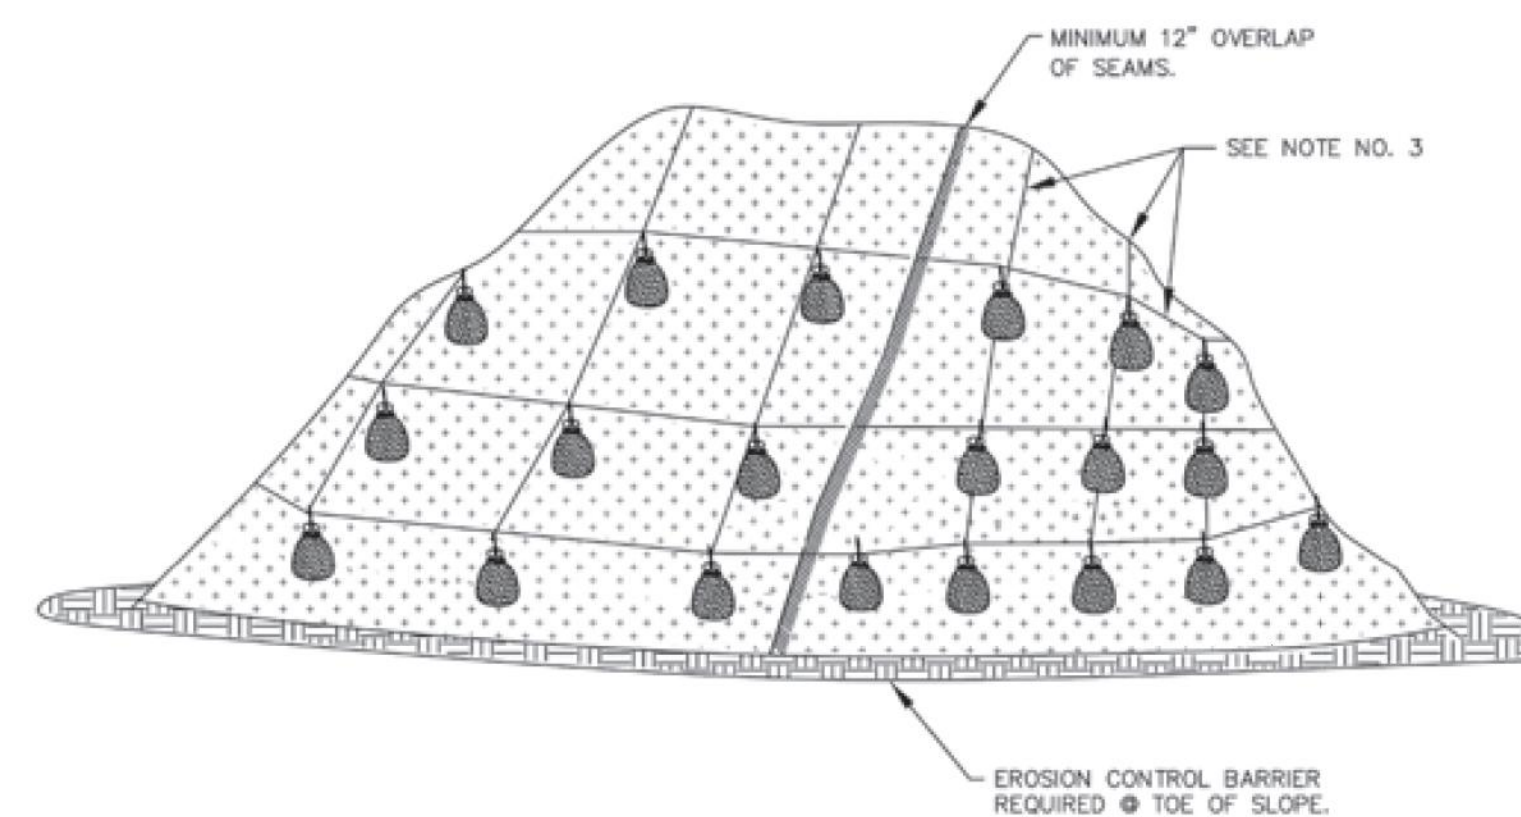 MINIMUM 12" OVERLAP
OF SEAMS.
SEE NOTE NO. 3
EROSION CONTROL BARRIER
REQUIRED @ TOE OF SLOPE.